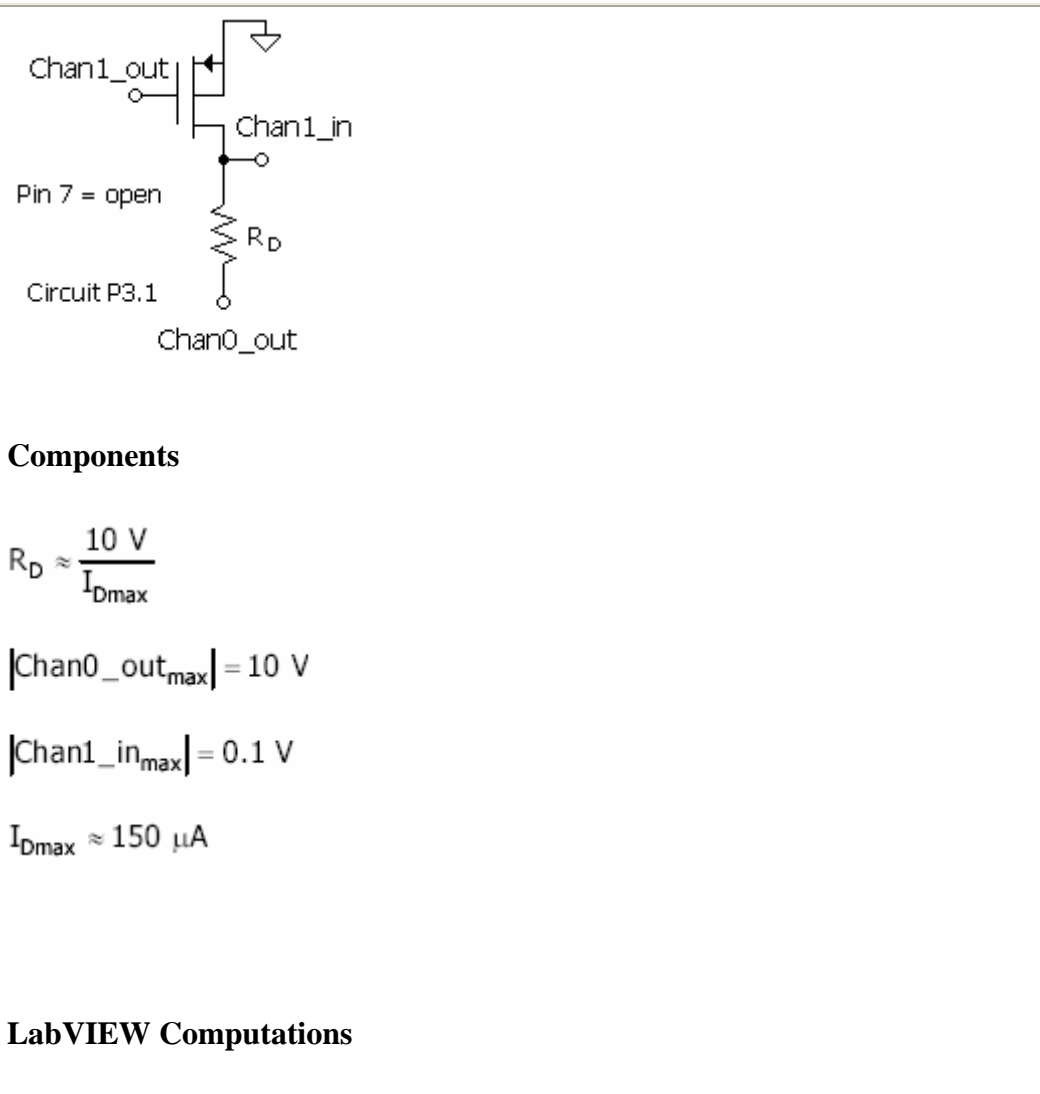 Chan1_out
Chan1_in
Pin 7 = open
R_D
Circuit P3.1
Chan0_out
Components
R_D ≈ 10 V / I_Dmax
|Chan0_out_max| = 10 V
|Chan1_in_max| = 0.1 V
I_Dmax ≈ 150 μA
LabVIEW Computations